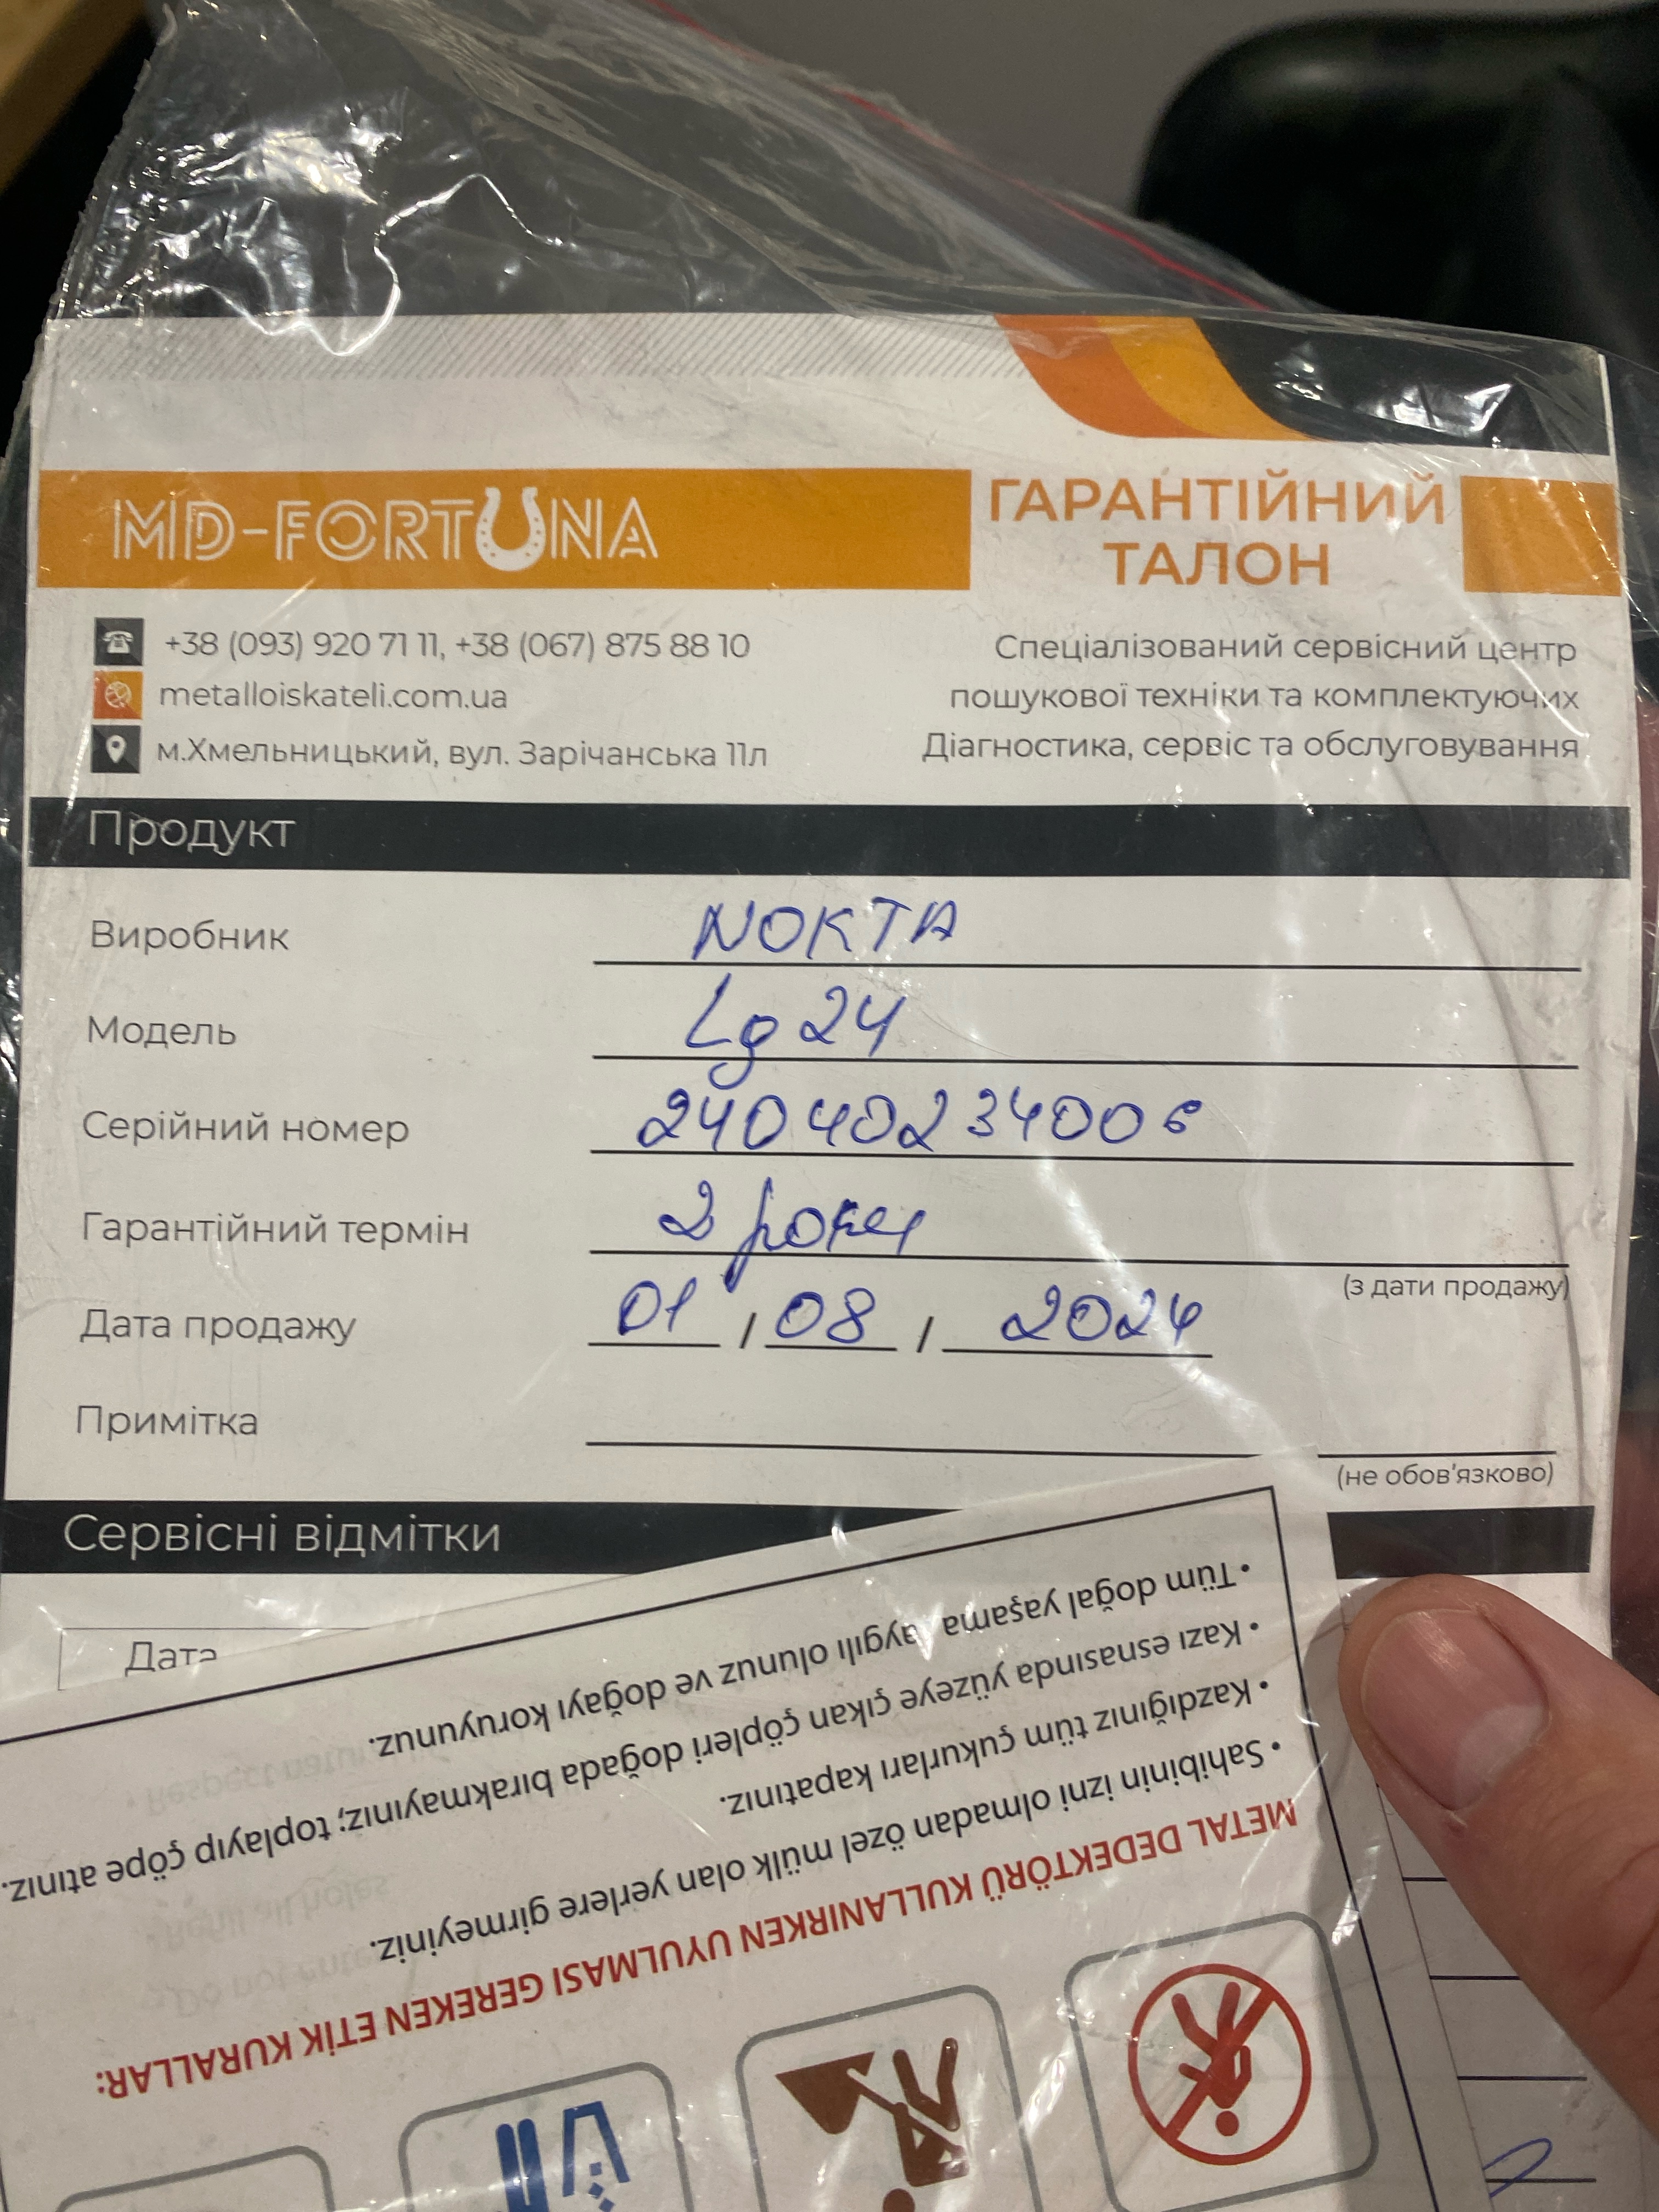 MD-FORTUNA
ГАРАНТІЙНИЙ
ТАЛОН
+38 (093) 920 71 11, +38 (067) 875 88 10
metalloiskateli.com.ua
м.Хмельницький, вул. Зарічанська 11л
Спеціалізований сервісний центр
пошукової техніки та комплектуючих
Діагностика, сервіс та обслуговування
Продукт
Виробник NOKTA
Модель Lg 24
Серійний номер 24040234006
Гарантійний термін 2 роки
(з дати продажу)
Дата продажу 01 / 08 / 2024
Примітка
(не обов'язково)
Сервісні відмітки
Дата
METAL DEDEKTÖRÜ KULLANIRKEN UYULMASI GEREKEN ETİK KURALLAR:
• Sahibinin izni olmadan özel mülk olan yerlere girmeyiniz.
• Kazdığınız tüm çukurları kapatınız.
• Kazı esnasında yüzeye çıkan çöpleri doğada bırakmayınız; toplayıp çöpe atınız.
• Tüm doğal yaşama saygılı olunuz ve doğayı koruyunuz.